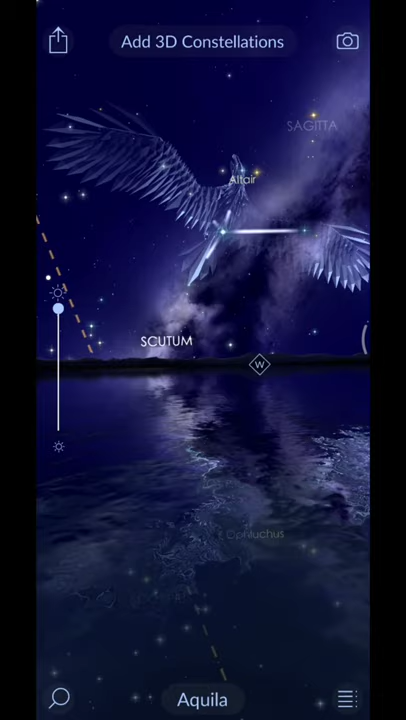 Add 3D Constellations
SAGITTA
Altair
SCUTUM
W
Ophiuchus
Aquila